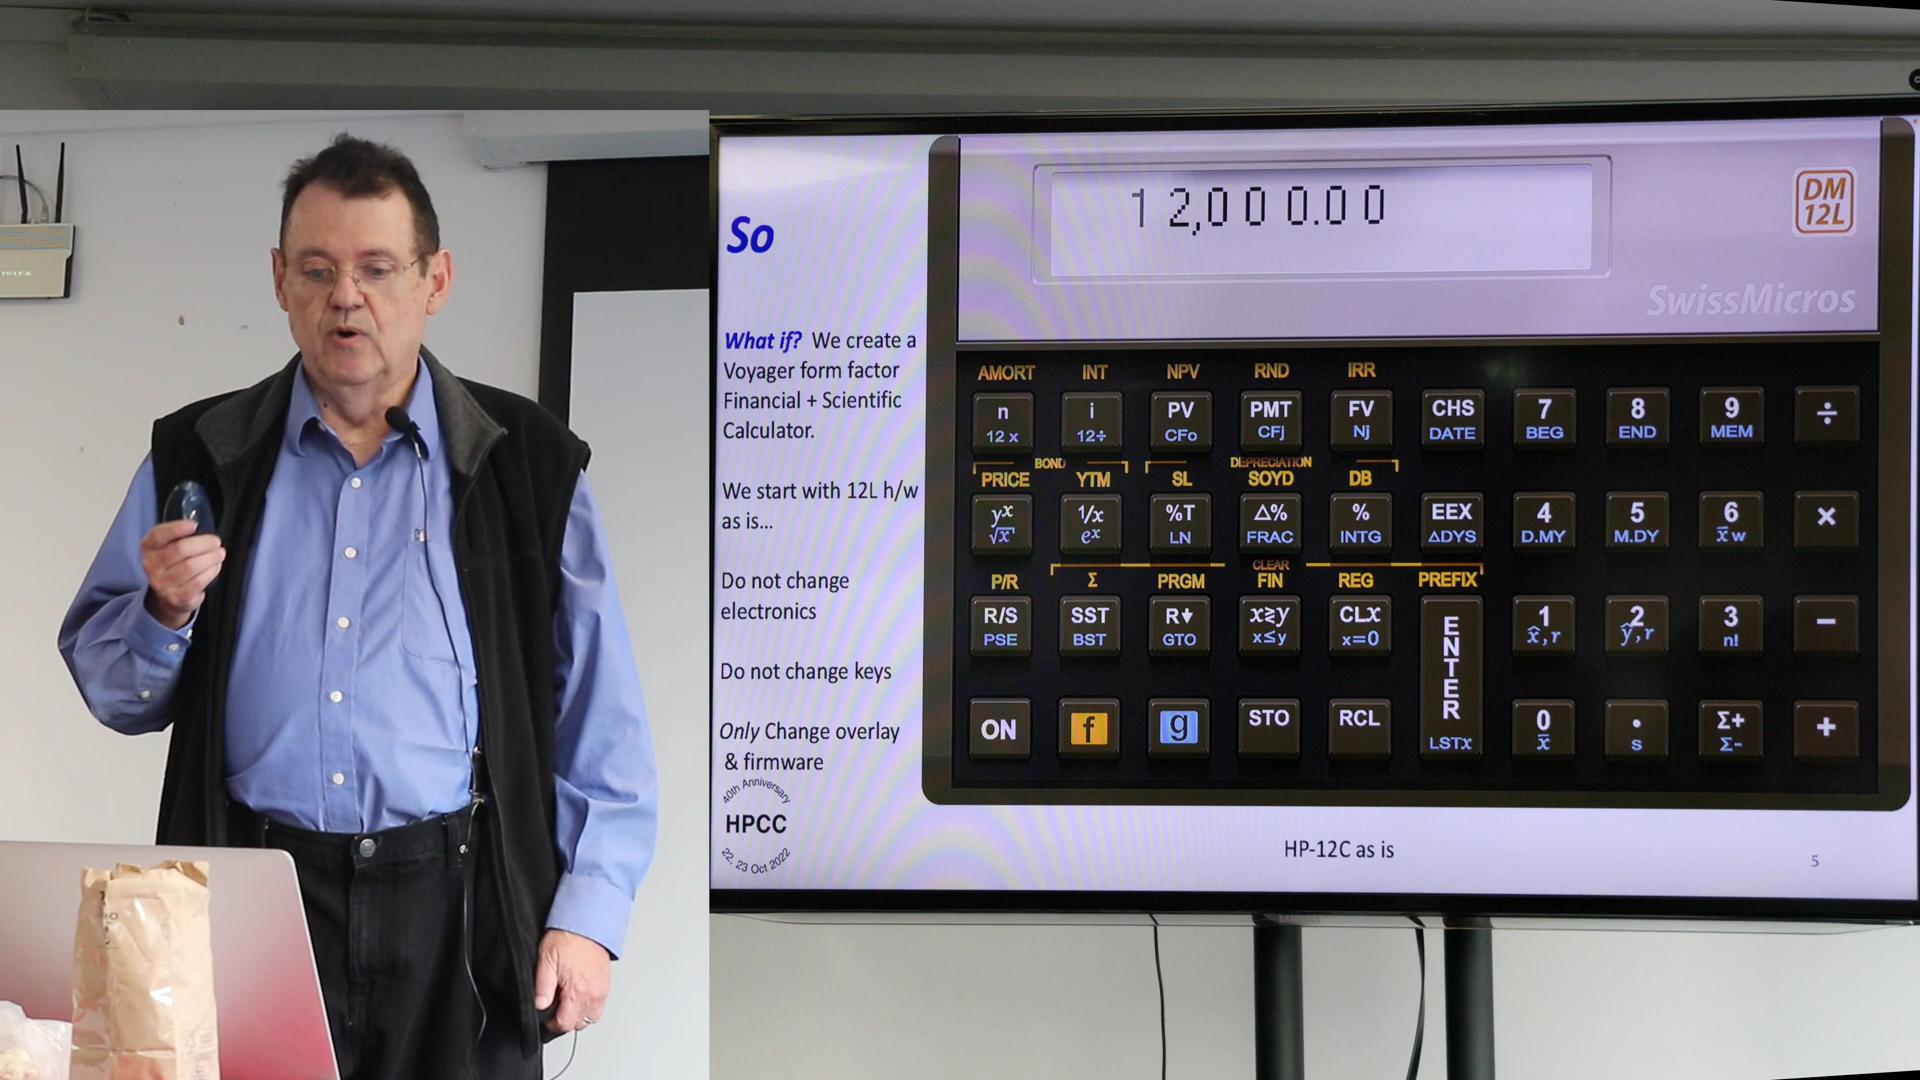 So
What if? We create a
Voyager form factor
Financial + Scientific
Calculator.
We start with 12L h/w
as is...
Do not change
electronics
Do not change keys
Only Change overlay
& firmware
40th Anniversary
HPCC
22, 23 Oct 2022
12,000.00
DM
12L
SwissMicros
AMORT INT NPV RND IRR
n i PV PMT FV CHS 7 8 9 ÷
12 x 12÷ CFo CFj Nj DATE BEG END MEM
BOND DEPRECIATION
PRICE YTM SL SOYD DB
yˣ 1/x %T Δ% % EEX 4 5 6 ×
√x eˣ LN FRAC INTG ΔDYS D.MY M.DY x̅w
CLEAR
P/R Σ PRGM FIN REG PREFIX
R/S SST R↓ x≷y CLx ENTER 1 2 3 −
PSE BST GTO x≤y x=0 x̂,r ŷ,r n!
ON f g STO RCL 0 • Σ+ +
LSTx x̅ s Σ-
HP-12C as is
5